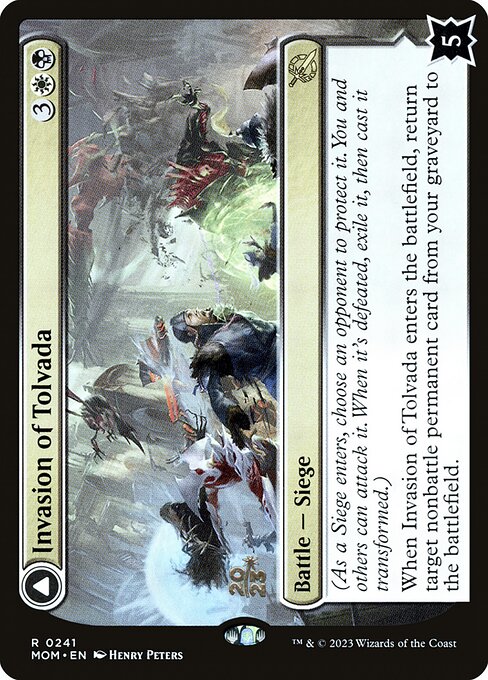 Invasion of Tolvada
3
Battle — Siege
(As a Siege enters, choose an opponent to protect it. You and
others can attack it. When it's defeated, exile it, then cast it
transformed.)
When Invasion of Tolvada enters the battlefield, return
target nonbattle permanent card from your graveyard to
the battlefield.
5
2023
R 0241
MOM • EN HENRY PETERS
™ & © 2023 Wizards of the Coast